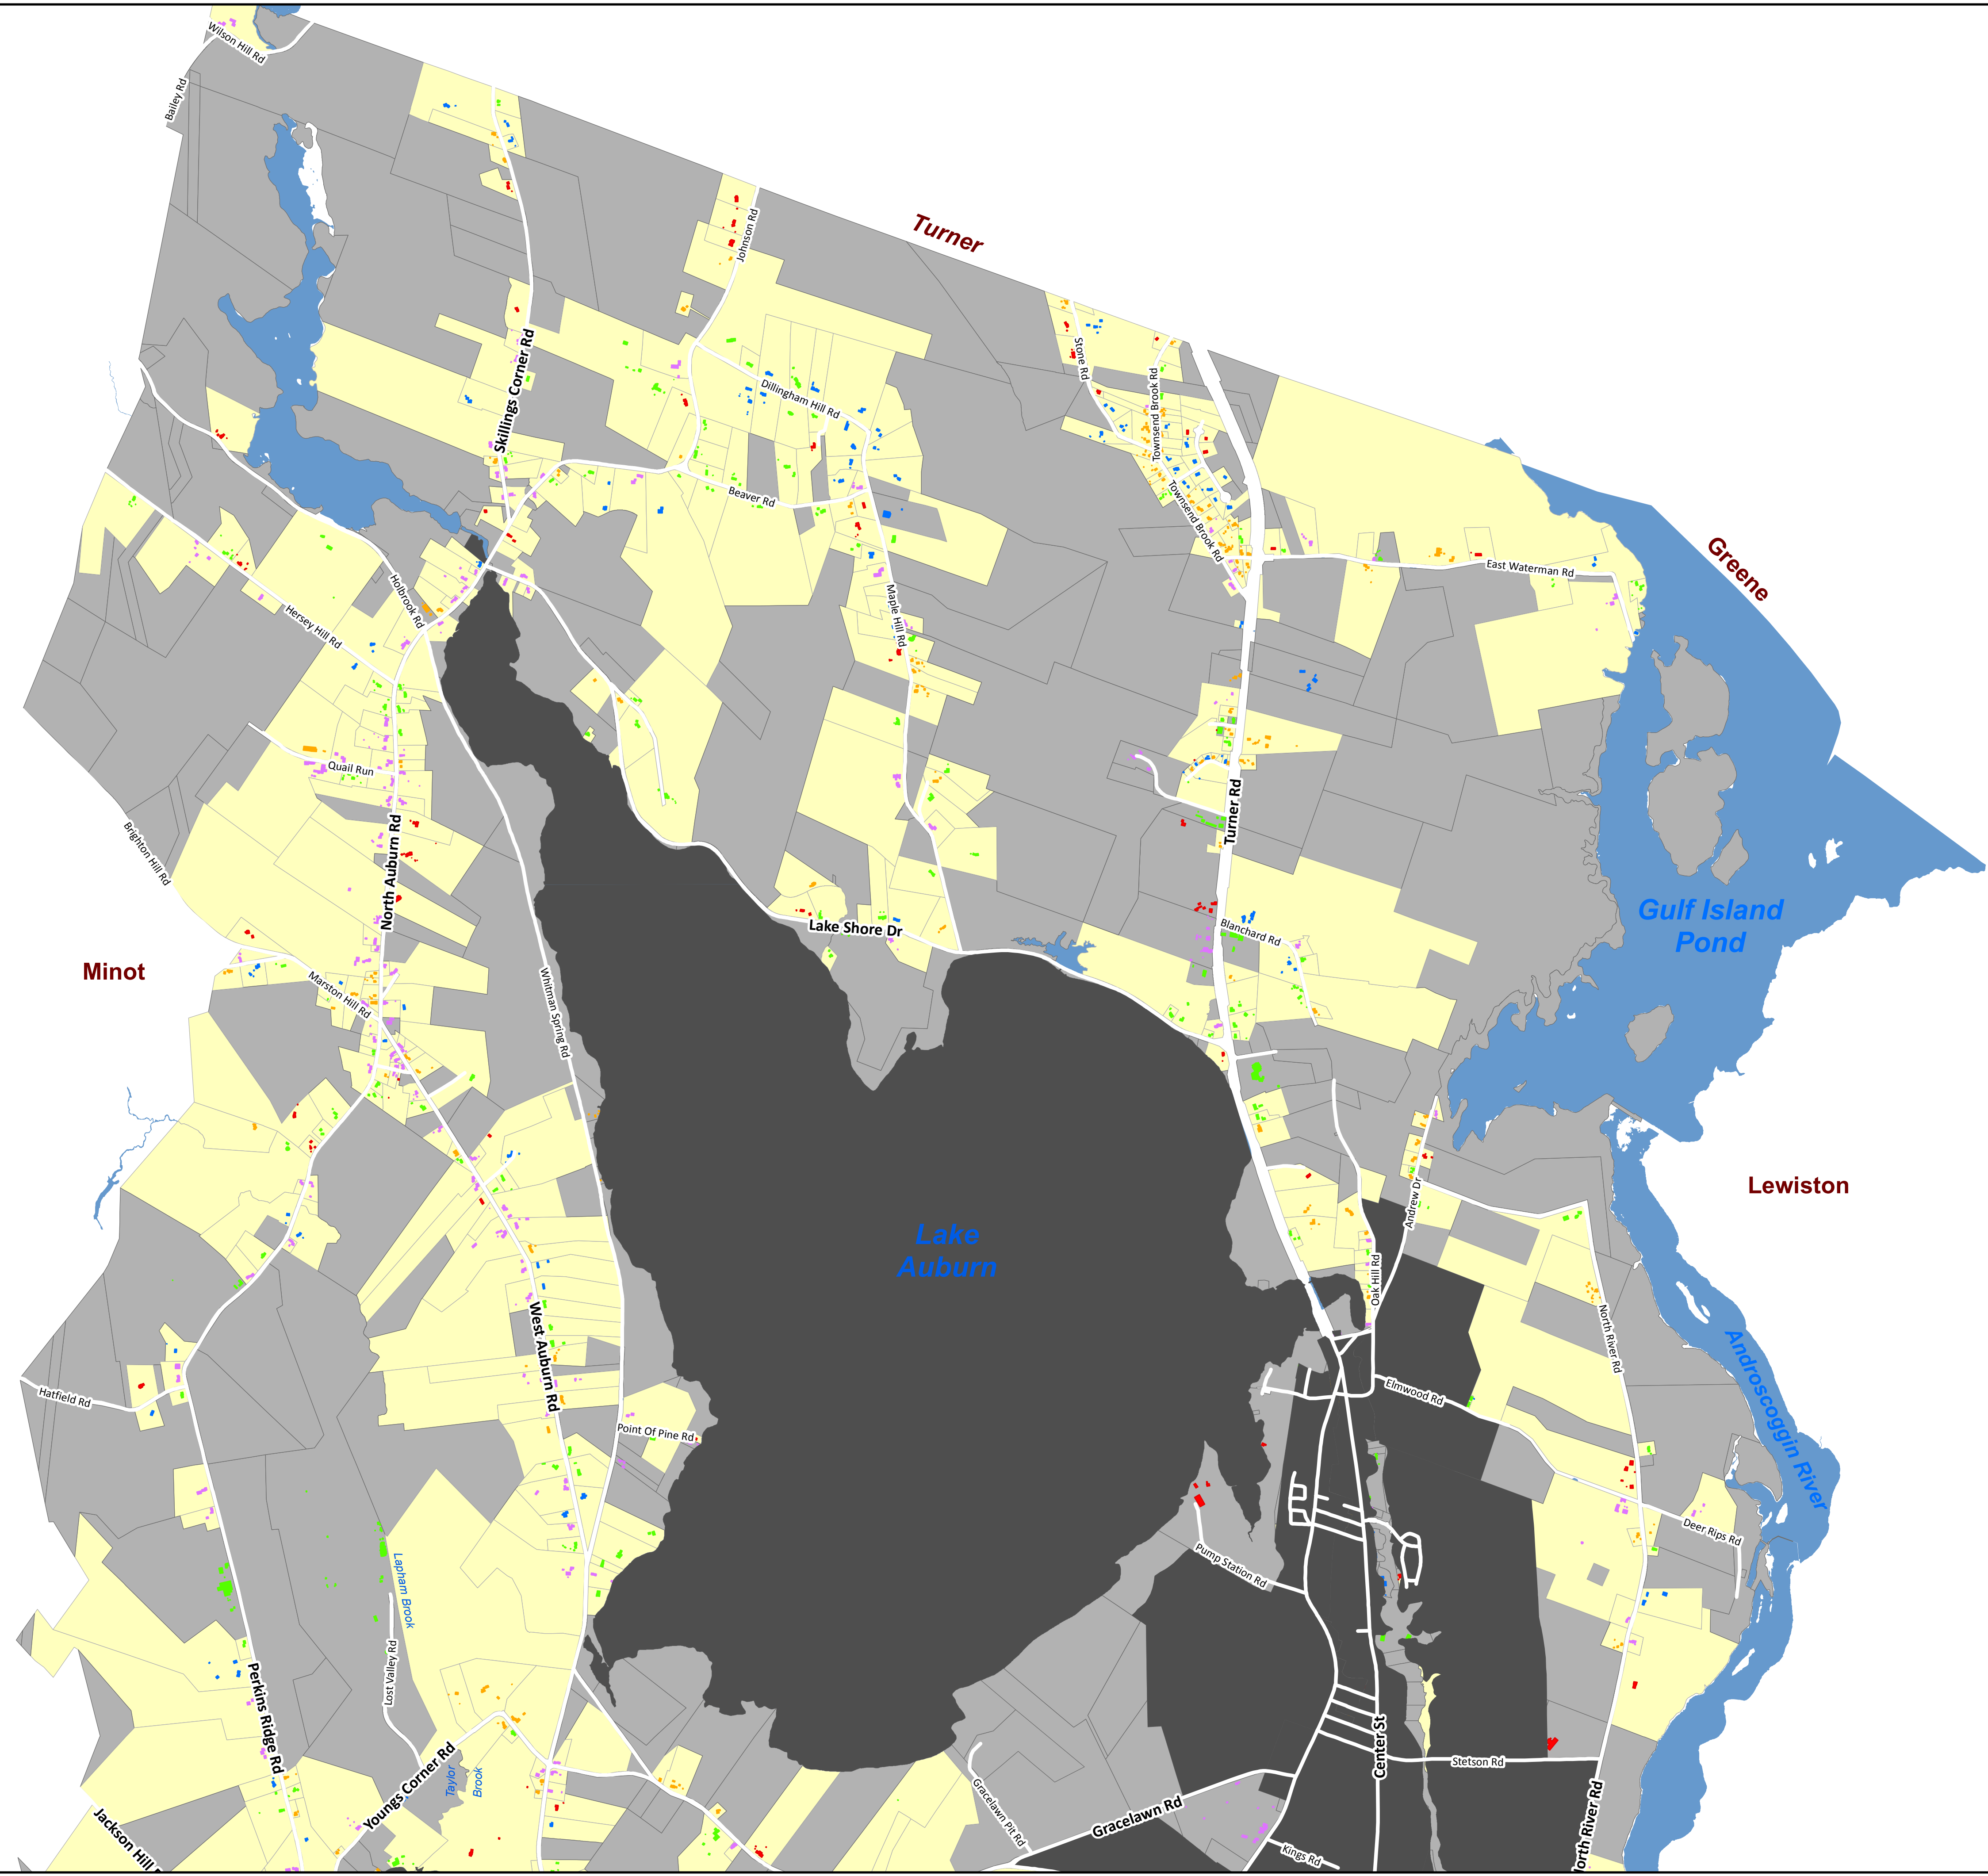 Wilson Hill Rd
Bailey Rd
Turner
Johnson Rd
Skillings Corner Rd
Stone Rd
Townsend Brook Rd
Dillingham Hill Rd
Beaver Rd
Townsend Brook Rd
Greene
East Waterman Rd
Holbrook Rd
Hersey Hill Rd
Maple Hill Rd
Quail Run
Turner Rd
North Auburn Rd
Brighton Hill Rd
Gulf Island
Pond
Lake Shore Dr
Blanchard Rd
Minot
Marston Hill Rd
Whitman Spring Rd
Lewiston
Andrew Dr
Lake
Auburn
Oak Hill Rd
North River Rd
West Auburn Rd
Androscoggin River
Hatfield Rd
Elmwood Rd
Point Of Pine Rd
Deer Rips Rd
Pump Station Rd
Lapham Brook
Lost Valley Rd
Perkins Ridge Rd
Center St
Youngs Corner Rd
Taylor
Brook
Stetson Rd
Gracelawn Pit Rd
Gracelawn Rd
North River Rd
Jackson Hill
Kings Rd